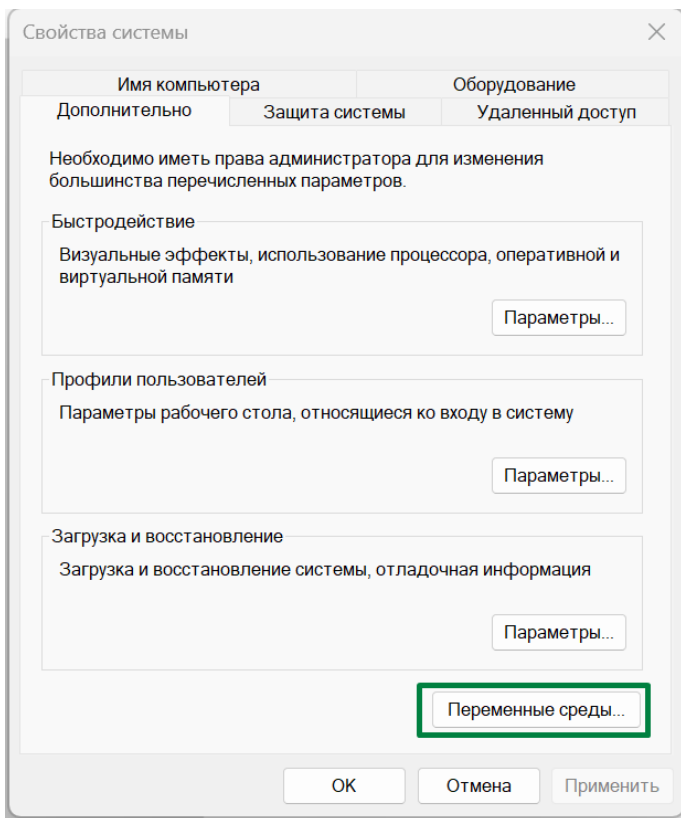 Свойства системы
Имя компьютера
Оборудование
Дополнительно
Защита системы
Удаленный доступ
Необходимо иметь права администратора для изменения
большинства перечисленных параметров.
Быстродействие
Визуальные эффекты, использование процессора, оперативной и
виртуальной памяти
Параметры...
Профили пользователей
Параметры рабочего стола, относящиеся ко входу в систему
Параметры...
Загрузка и восстановление
Загрузка и восстановление системы, отладочная информация
Параметры...
Переменные среды...
ОК
Отмена
Применить